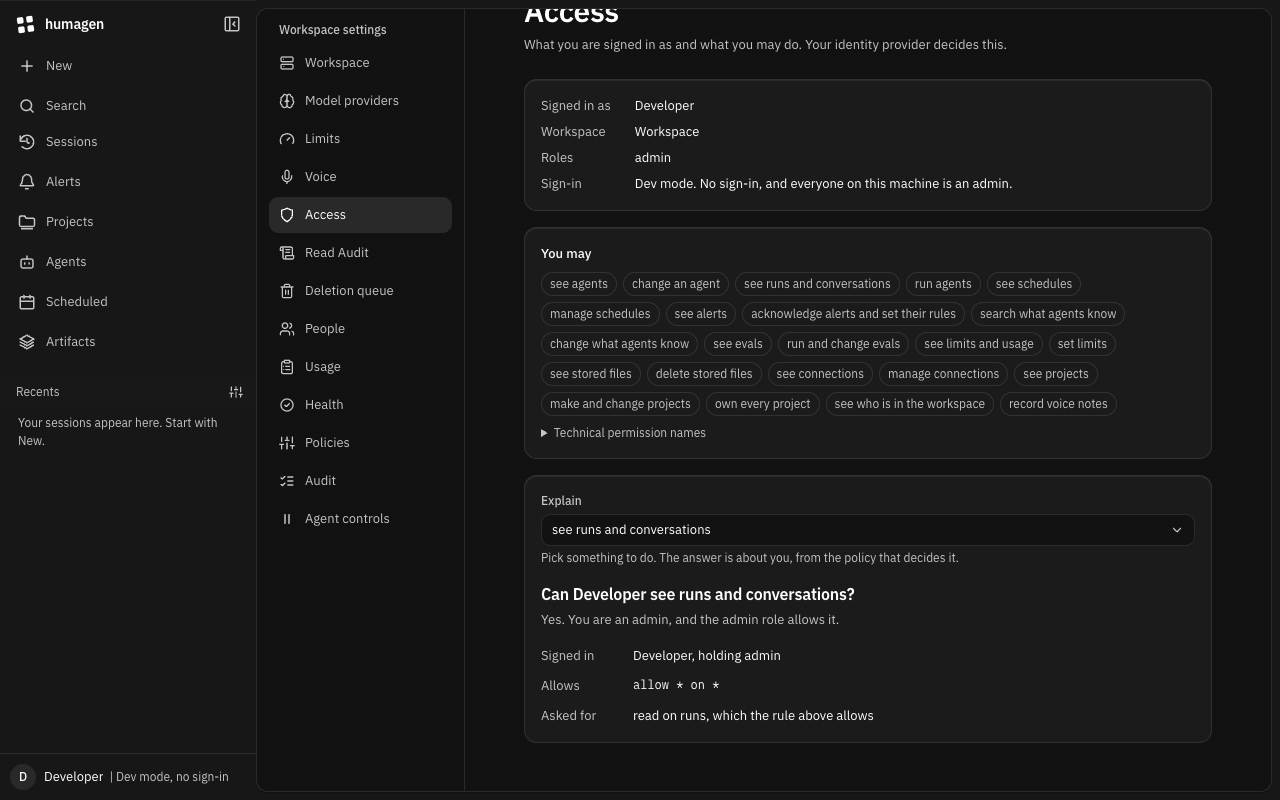 humagen
New
Search
Sessions
Alerts
Projects
Agents
Scheduled
Artifacts
Recents
Your sessions appear here. Start with
New.
D Developer | Dev mode, no sign-in
Workspace settings
Workspace
Model providers
Limits
Voice
Access
Read Audit
Deletion queue
People
Usage
Health
Policies
Audit
Agent controls
Access
What you are signed in as and what you may do. Your identity provider decides this.
Signed in as Developer
Workspace Workspace
Roles admin
Sign-in Dev mode. No sign-in, and everyone on this machine is an admin.
You may
see agents change an agent see runs and conversations run agents see schedules
manage schedules see alerts acknowledge alerts and set their rules search what agents know
change what agents know see evals run and change evals see limits and usage set limits
see stored files delete stored files see connections manage connections see projects
make and change projects own every project see who is in the workspace record voice notes
Technical permission names
Explain
see runs and conversations
Pick something to do. The answer is about you, from the policy that decides it.
Can Developer see runs and conversations?
Yes. You are an admin, and the admin role allows it.
Signed in Developer, holding admin
Allows allow * on *
Asked for read on runs, which the rule above allows